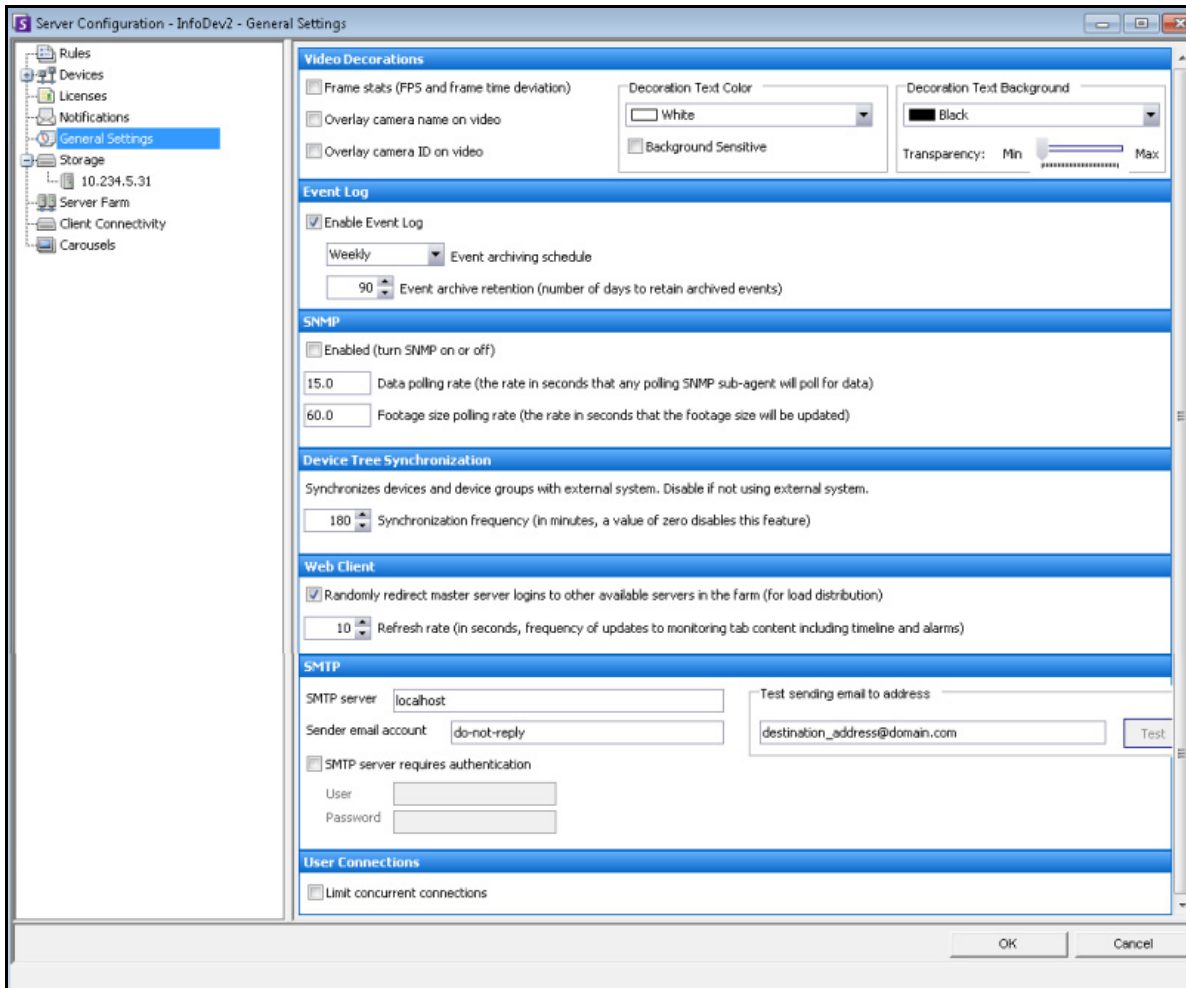 Server Configuration - InfoDev2 - General Settings
Rules
Devices
Licenses
Notifications
General Settings
Storage
10.234.5.31
Server Farm
Client Connectivity
Carousels
Video Decorations
Frame stats (FPS and frame time deviation)
Overlay camera name on video
Overlay camera ID on video
Decoration Text Color
White
Background Sensitive
Decoration Text Background
Black
Transparency: Min Max
Event Log
Enable Event Log
Weekly Event archiving schedule
90 Event archive retention (number of days to retain archived events)
SNMP
Enabled (turn SNMP on or off)
15.0 Data polling rate (the rate in seconds that any polling SNMP sub-agent will poll for data)
60.0 Footage size polling rate (the rate in seconds that the footage size will be updated)
Device Tree Synchronization
Synchronizes devices and device groups with external system. Disable if not using external system.
180 Synchronization frequency (in minutes, a value of zero disables this feature)
Web Client
Randomly redirect master server logins to other available servers in the farm (for load distribution)
10 Refresh rate (in seconds, frequency of updates to monitoring tab content including timeline and alarms)
SMTP
SMTP server localhost
Sender email account do-not-reply
Test sending email to address
destination_address@domain.com Test
SMTP server requires authentication
User
Password
User Connections
Limit concurrent connections
OK Cancel